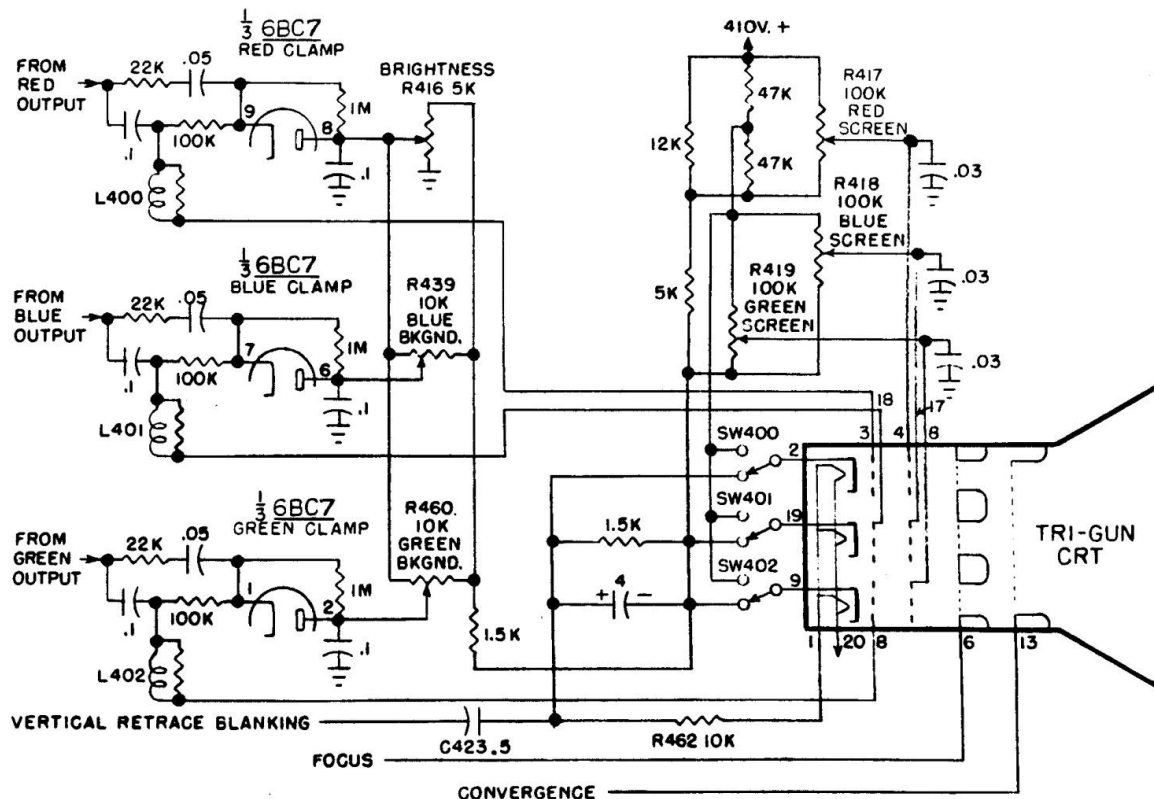 1/3 6BC7
RED CLAMP
FROM
RED
OUTPUT
22K
.05
9
8
1M
.1
100K
.1
L400
BRIGHTNESS
R416 5K
410V. +
47K
47K
12K
R417
100K
RED
SCREEN
.03
R418
100K
BLUE
SCREEN
.03
R419
100K
GREEN
SCREEN
.03
5K
1/3 6BC7
BLUE CLAMP
FROM
BLUE
OUTPUT
22K
.05
7
6
1M
.1
100K
.1
L401
R439
10K
BLUE
BKGND.
1/3 6BC7
GREEN CLAMP
FROM
GREEN
OUTPUT
22K
.05
1
2
1M
.1
100K
.1
L402
R460.
10K
GREEN
BKGND.
1.5K
1.5K
+ 4 -
SW400
SW401
SW402
2
19
9
18
3
4
17
8
1
20
8
6
13
TRI-GUN
CRT
VERTICAL RETRACE BLANKING
C423.5
R462 10K
FOCUS
CONVERGENCE